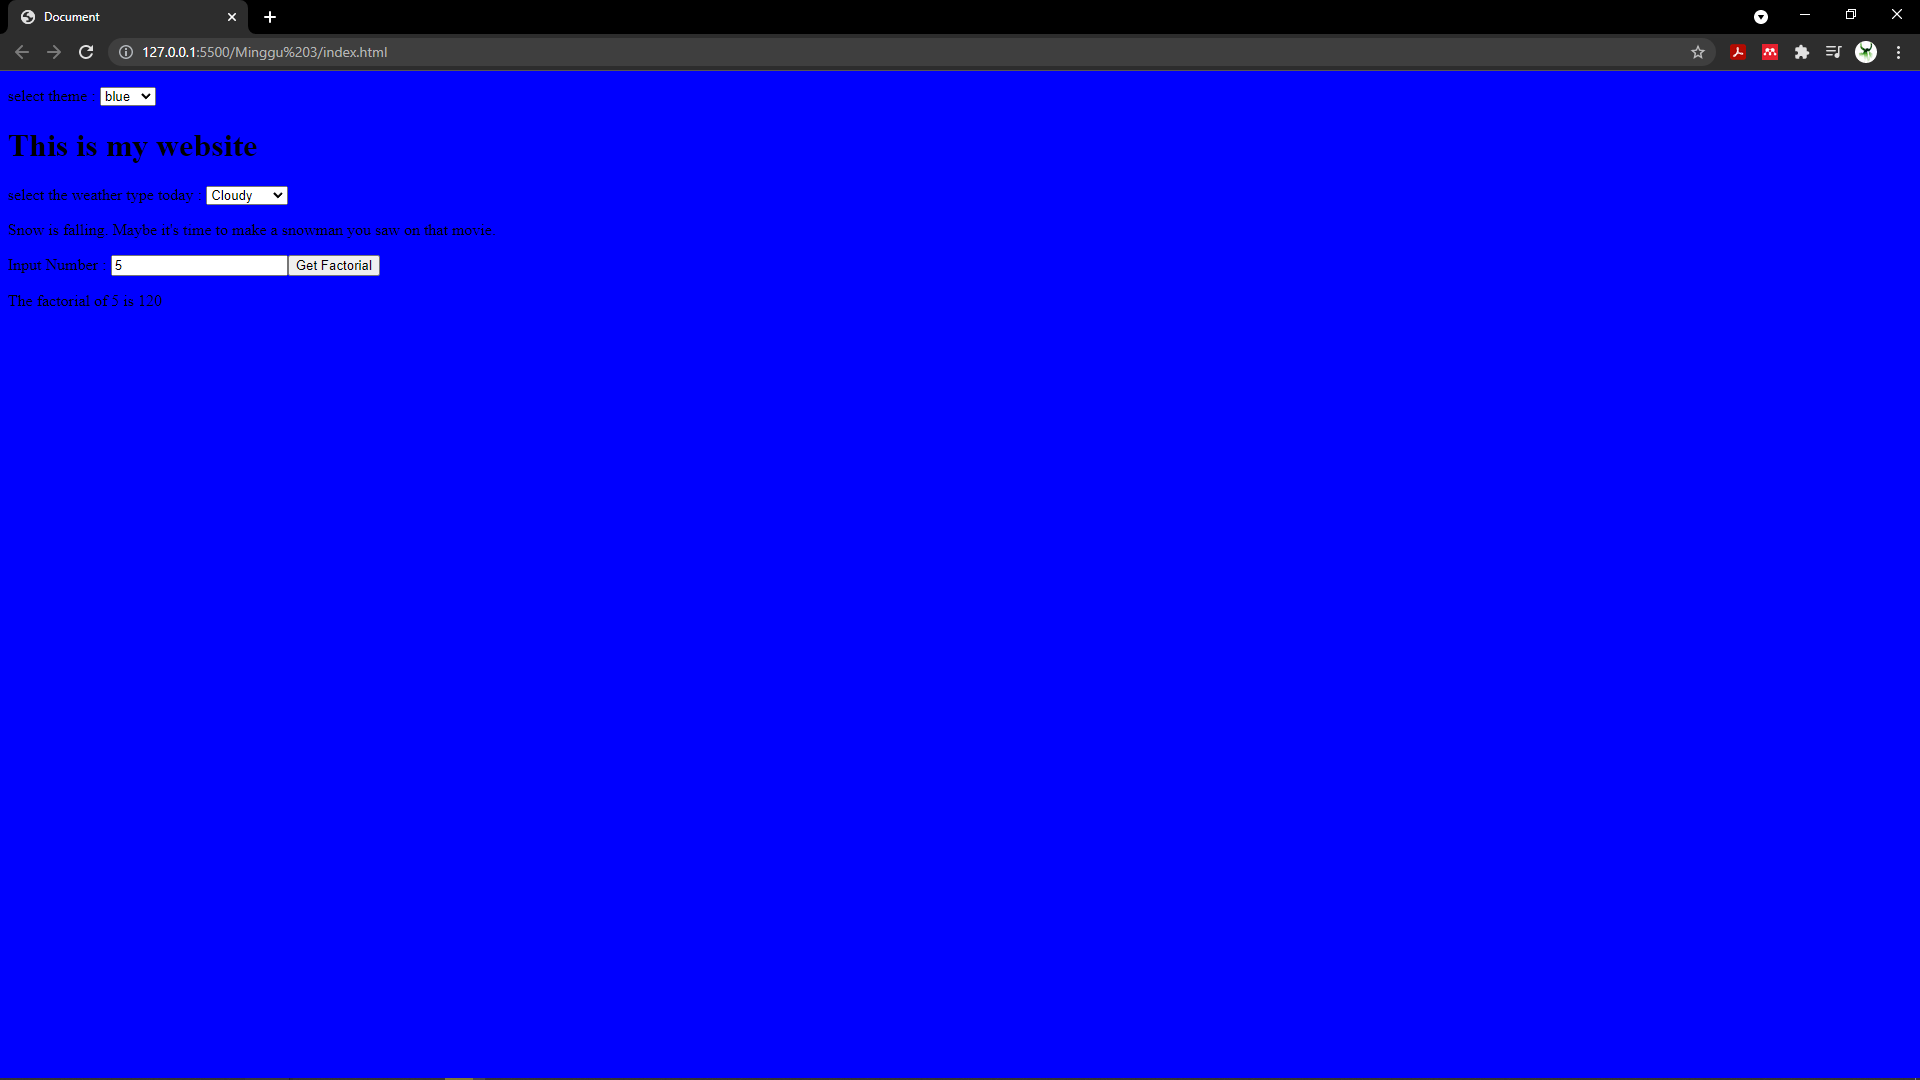 Document
127.0.0.1:5500/Minggu%203/index.html
select theme : blue
This is my website
select the weather type today : Cloudy
Snow is falling. Maybe it's time to make a snowman you saw on that movie.
Input Number : 5 Get Factorial
The factorial of 5 is 120